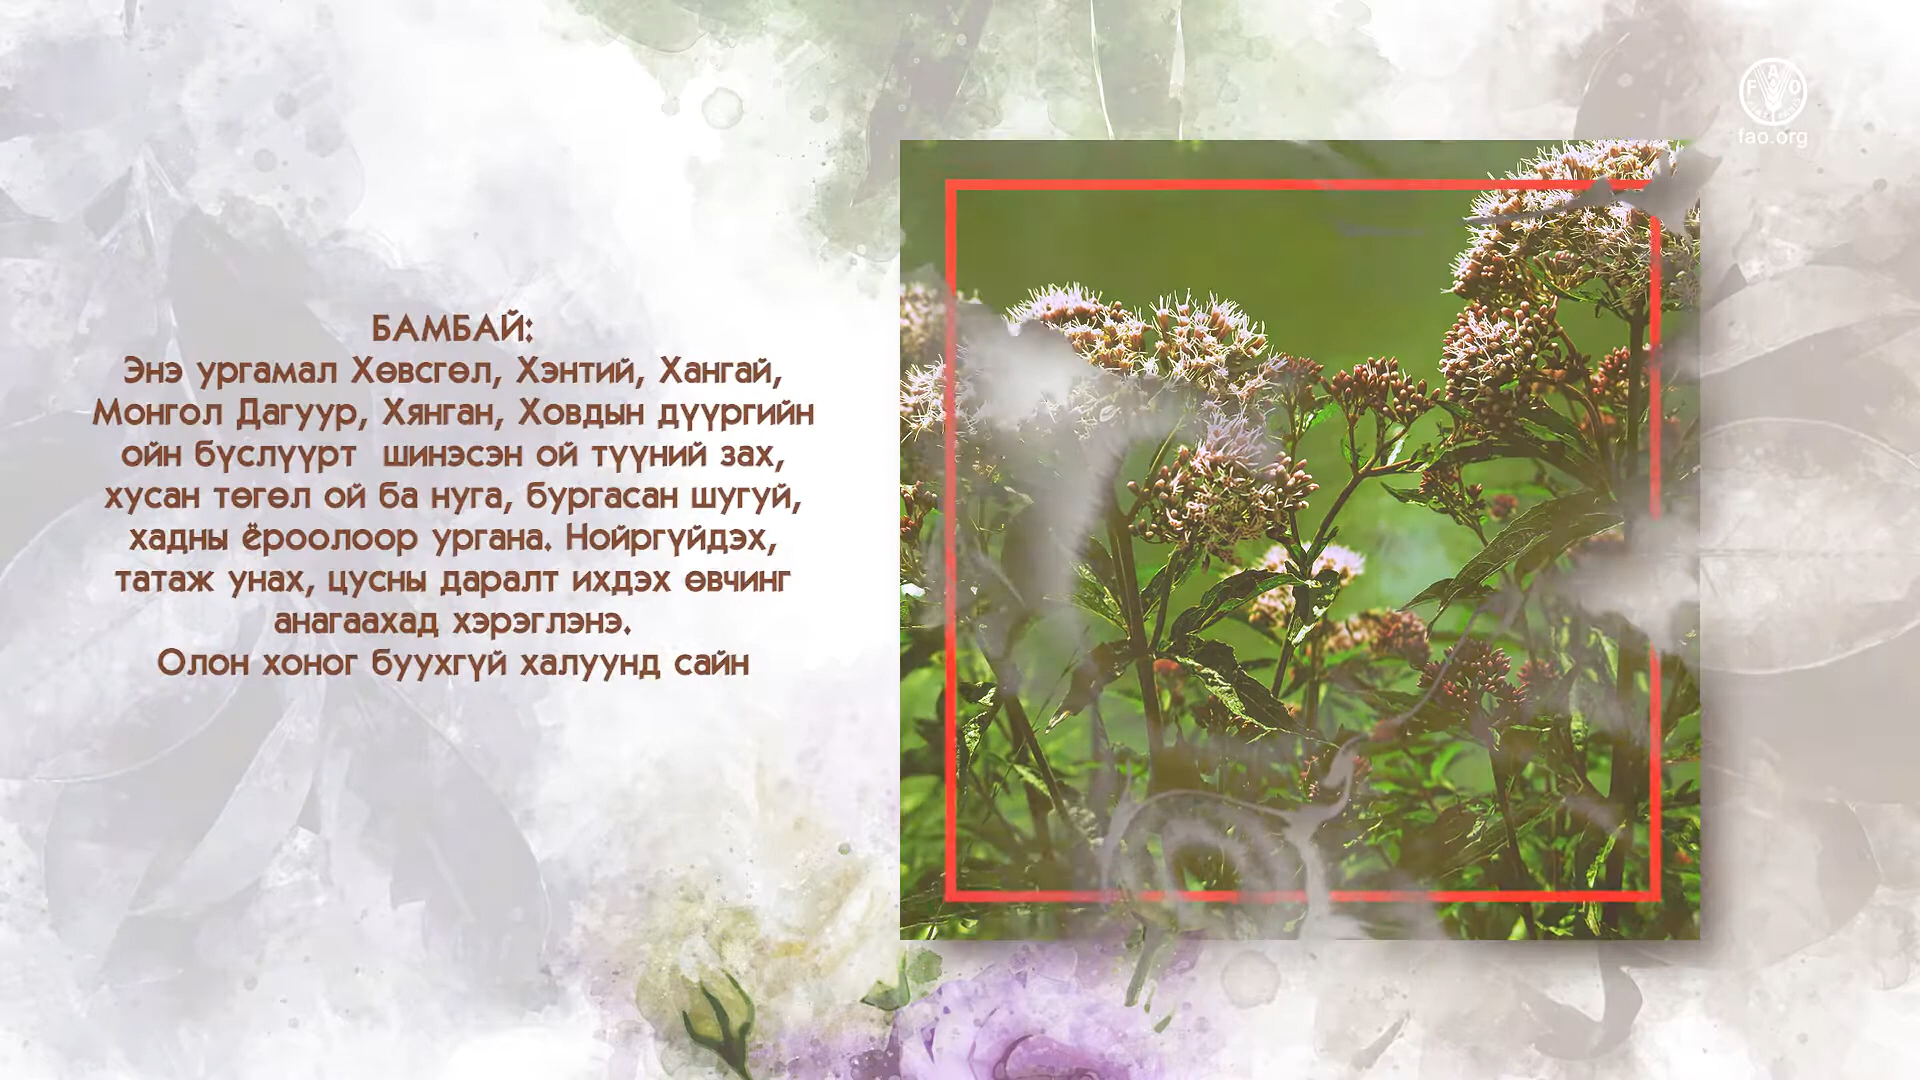 БАМБАЙ:
Энэ ургамал Хөвсгөл, Хэнтий, Хангай,
Монгол Дагуур, Хянган, Ховдын дүүргийн
ойн бүслүүрт шинэсэн ой түүний зах,
хусан төгөл ой ба нуга, бургасан шугуй,
хадны ёроолоор ургана. Нойргүйдэх,
татаж унах, цусны даралт ихдэх өвчинг
анагаахад хэрэглэнэ.
Олон хоног буухгүй халуунд сайн
F A O
fao.org